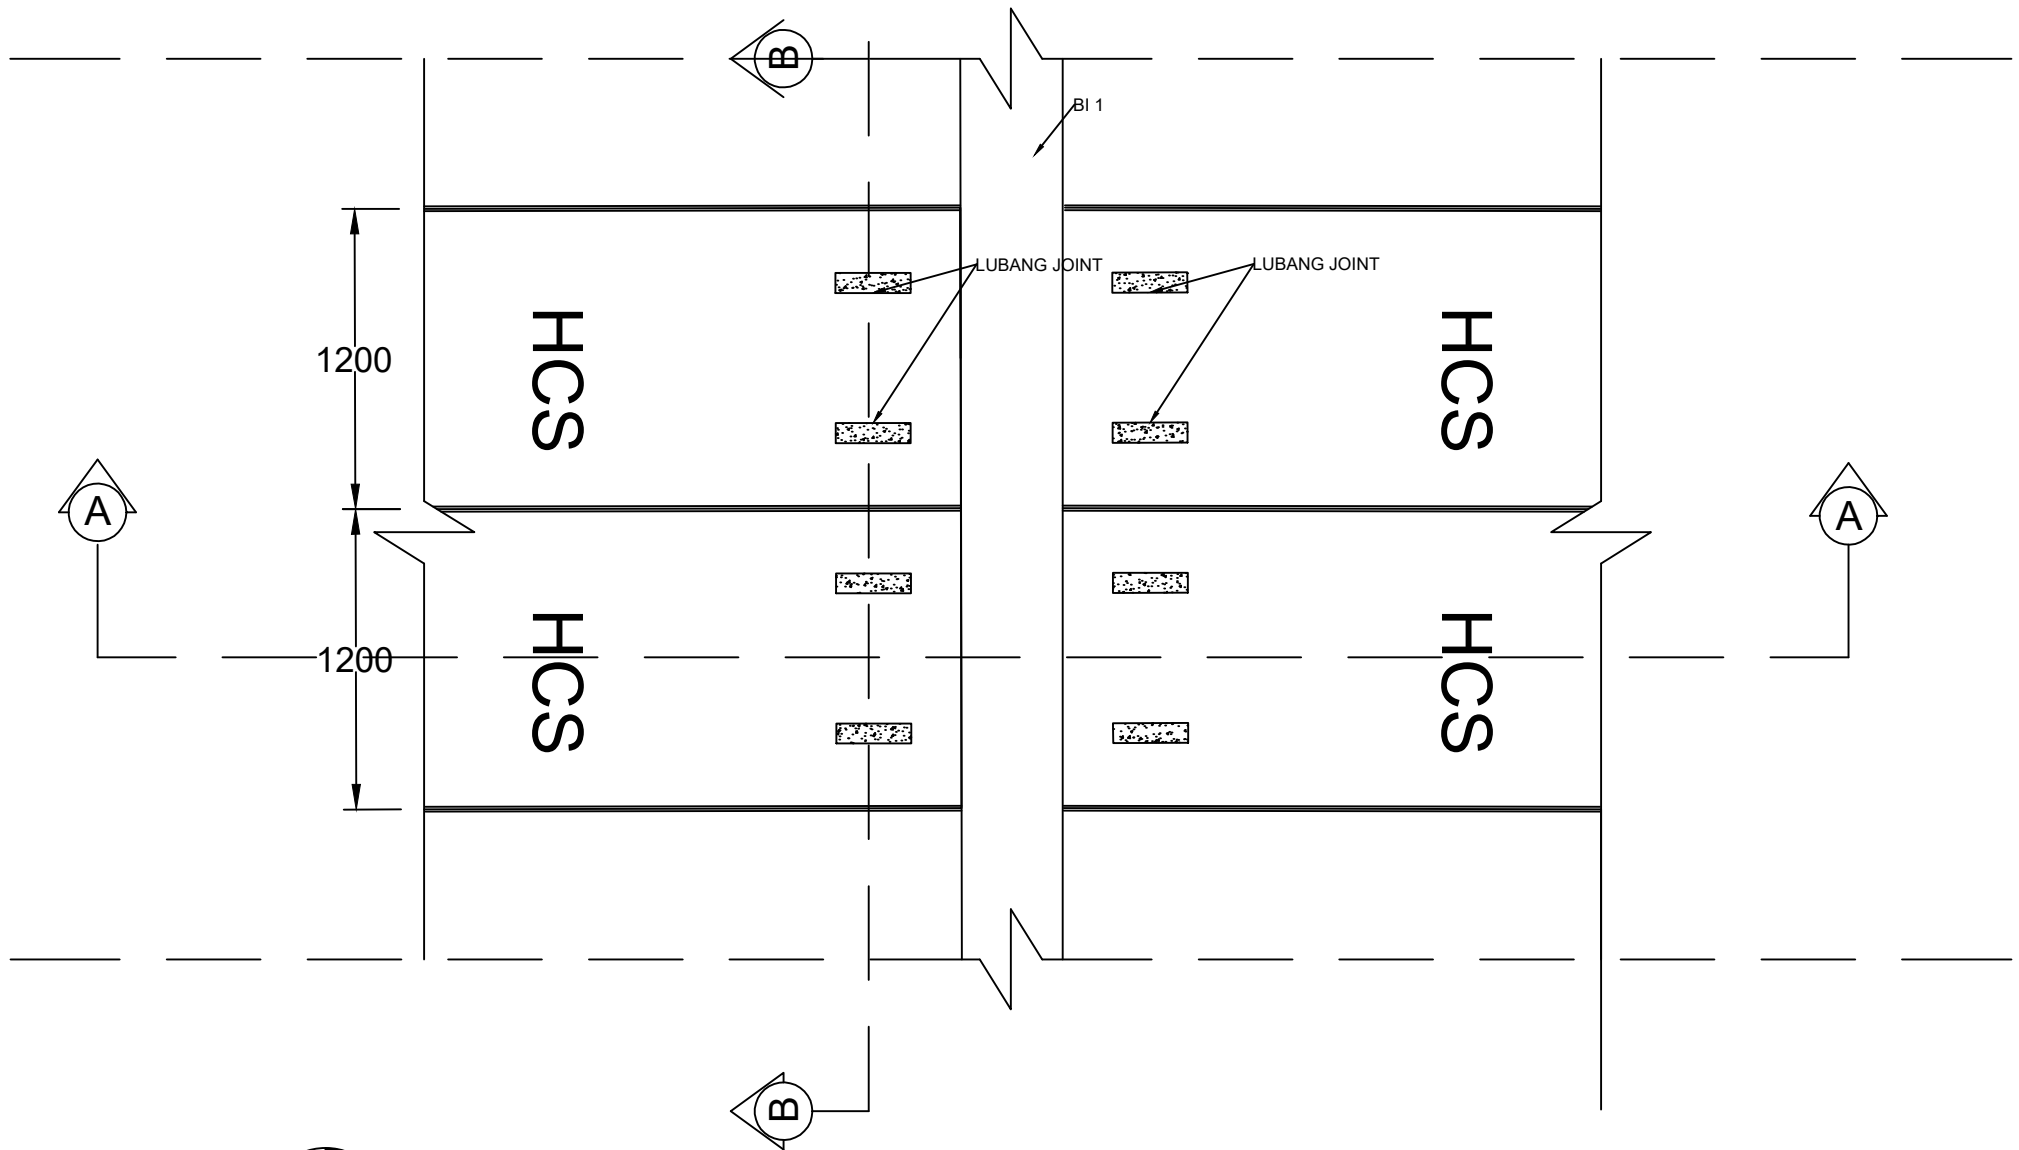 B
BI 1
LUBANG JOINT
LUBANG JOINT
HCS
HCS
1200
A
A
1200
HCS
HCS
B